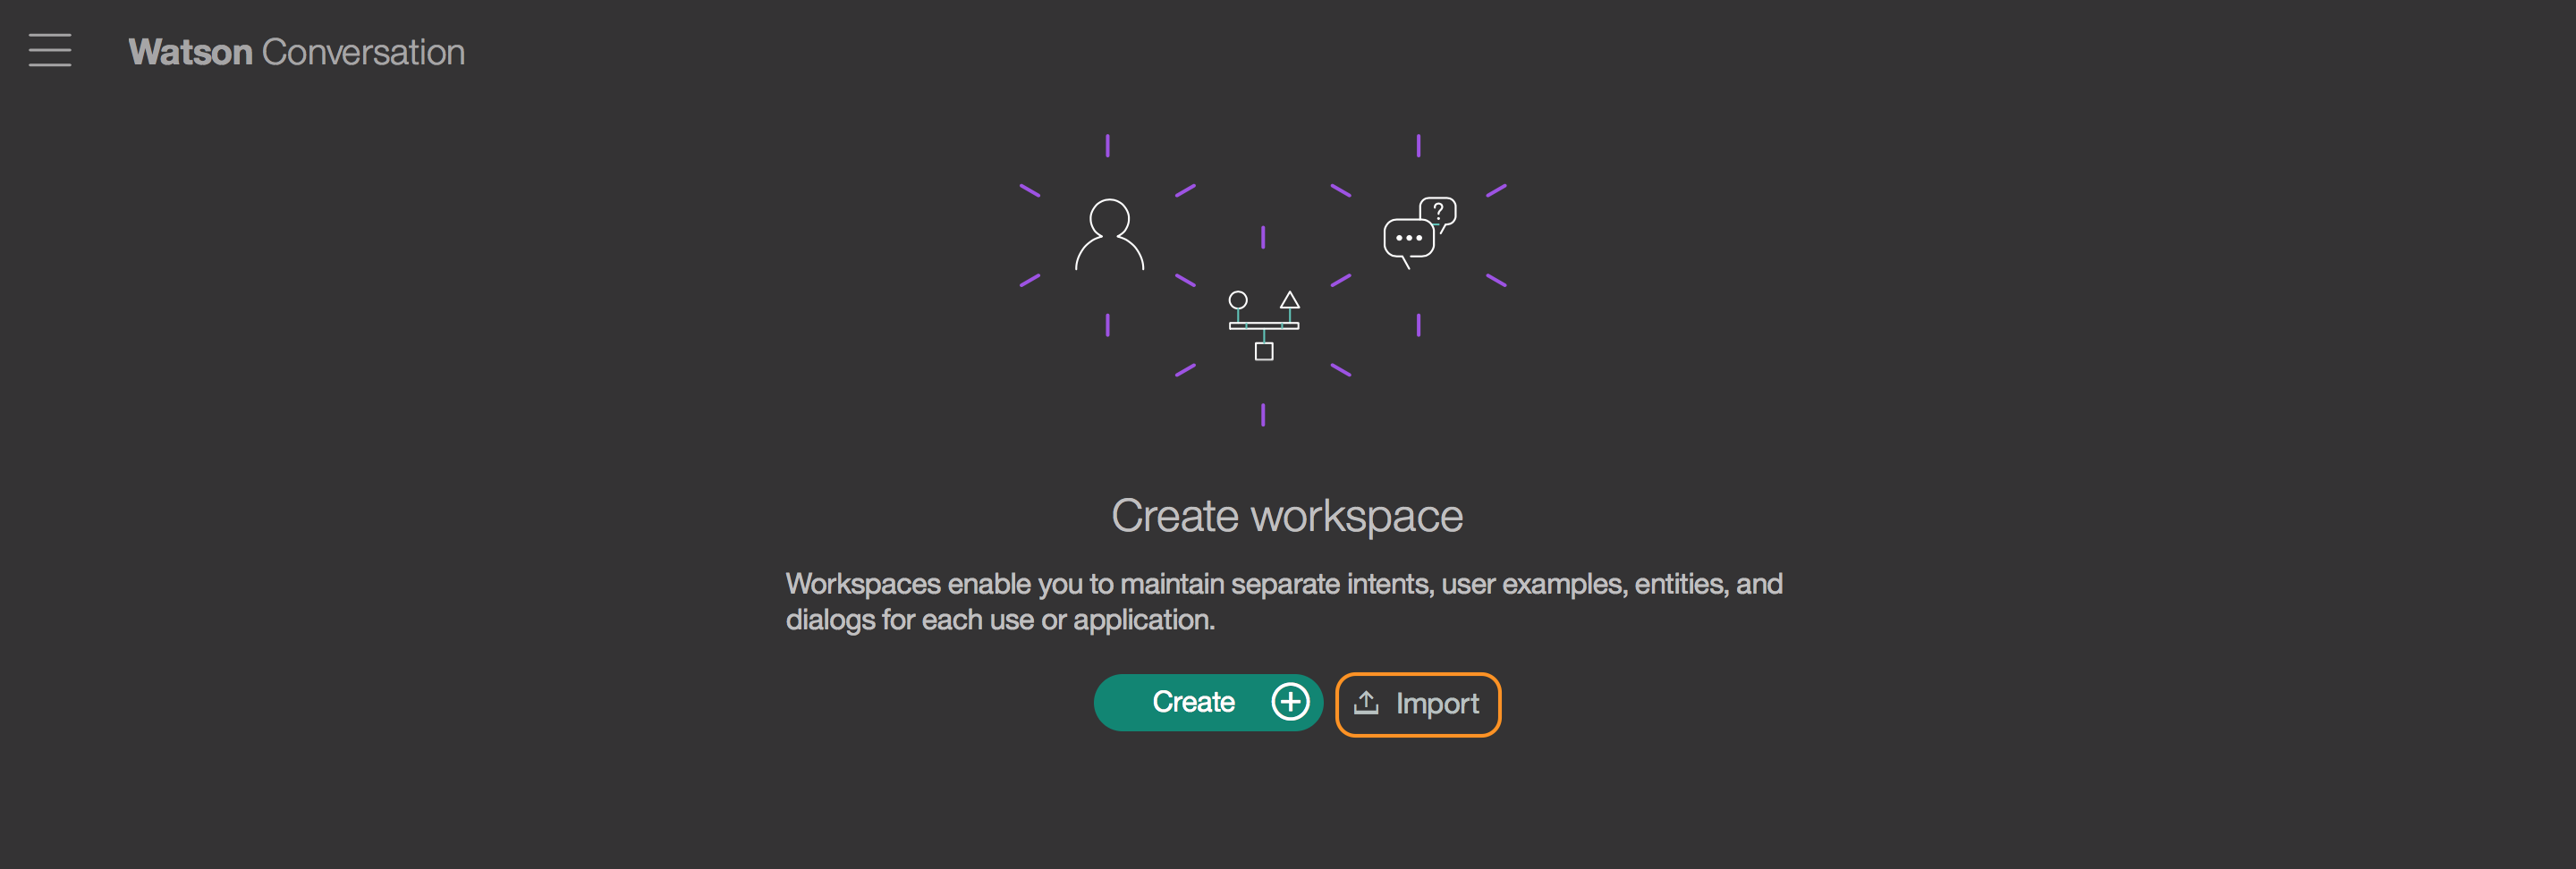 Watson Conversation
?
Create workspace
Workspaces enable you to maintain separate intents, user examples, entities, and
dialogs for each use or application.
Create
Import